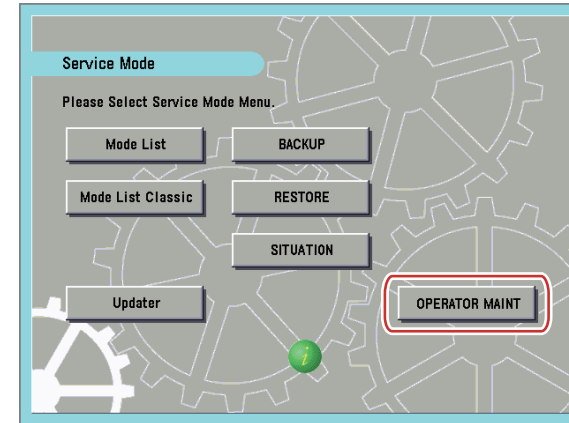 Service Mode
Please Select Service Mode Menu.
Mode List
BACKUP
Mode List Classic
RESTORE
SITUATION
Updater
OPERATOR MAINT
i